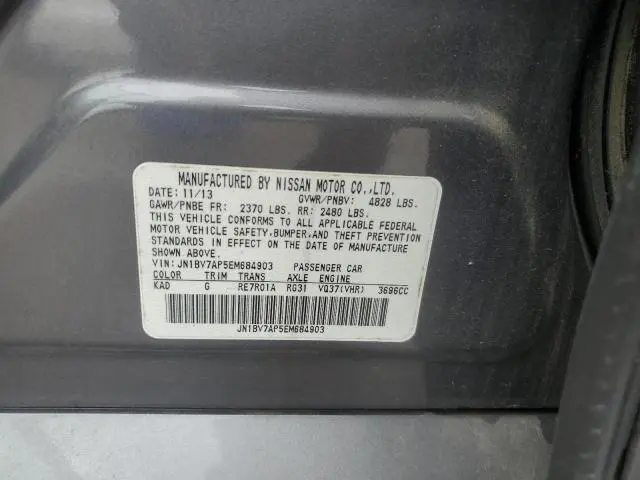 MANUFACTURED BY NISSAN MOTOR CO.,LTD.
DATE: 11/13 GVWR/PNBV: 4828 LBS.
GAWR/PNBE FR: 2370 LBS. RR: 2480 LBS.
THIS VEHICLE CONFORMS TO ALL APPLICABLE FEDERAL
MOTOR VEHICLE SAFETY,BUMPER,AND THEFT PREVENTION
STANDARDS IN EFFECT ON THE DATE OF MANUFACTURE
SHOWN ABOVE.
VIN: JN1BV7AP5EM684903 PASSENGER CAR
COLOR TRIM TRANS AXLE ENGINE
KAD G RE7R01A RG31 VQ37(VHR) 3696CC
JN1BV7AP5EM684903